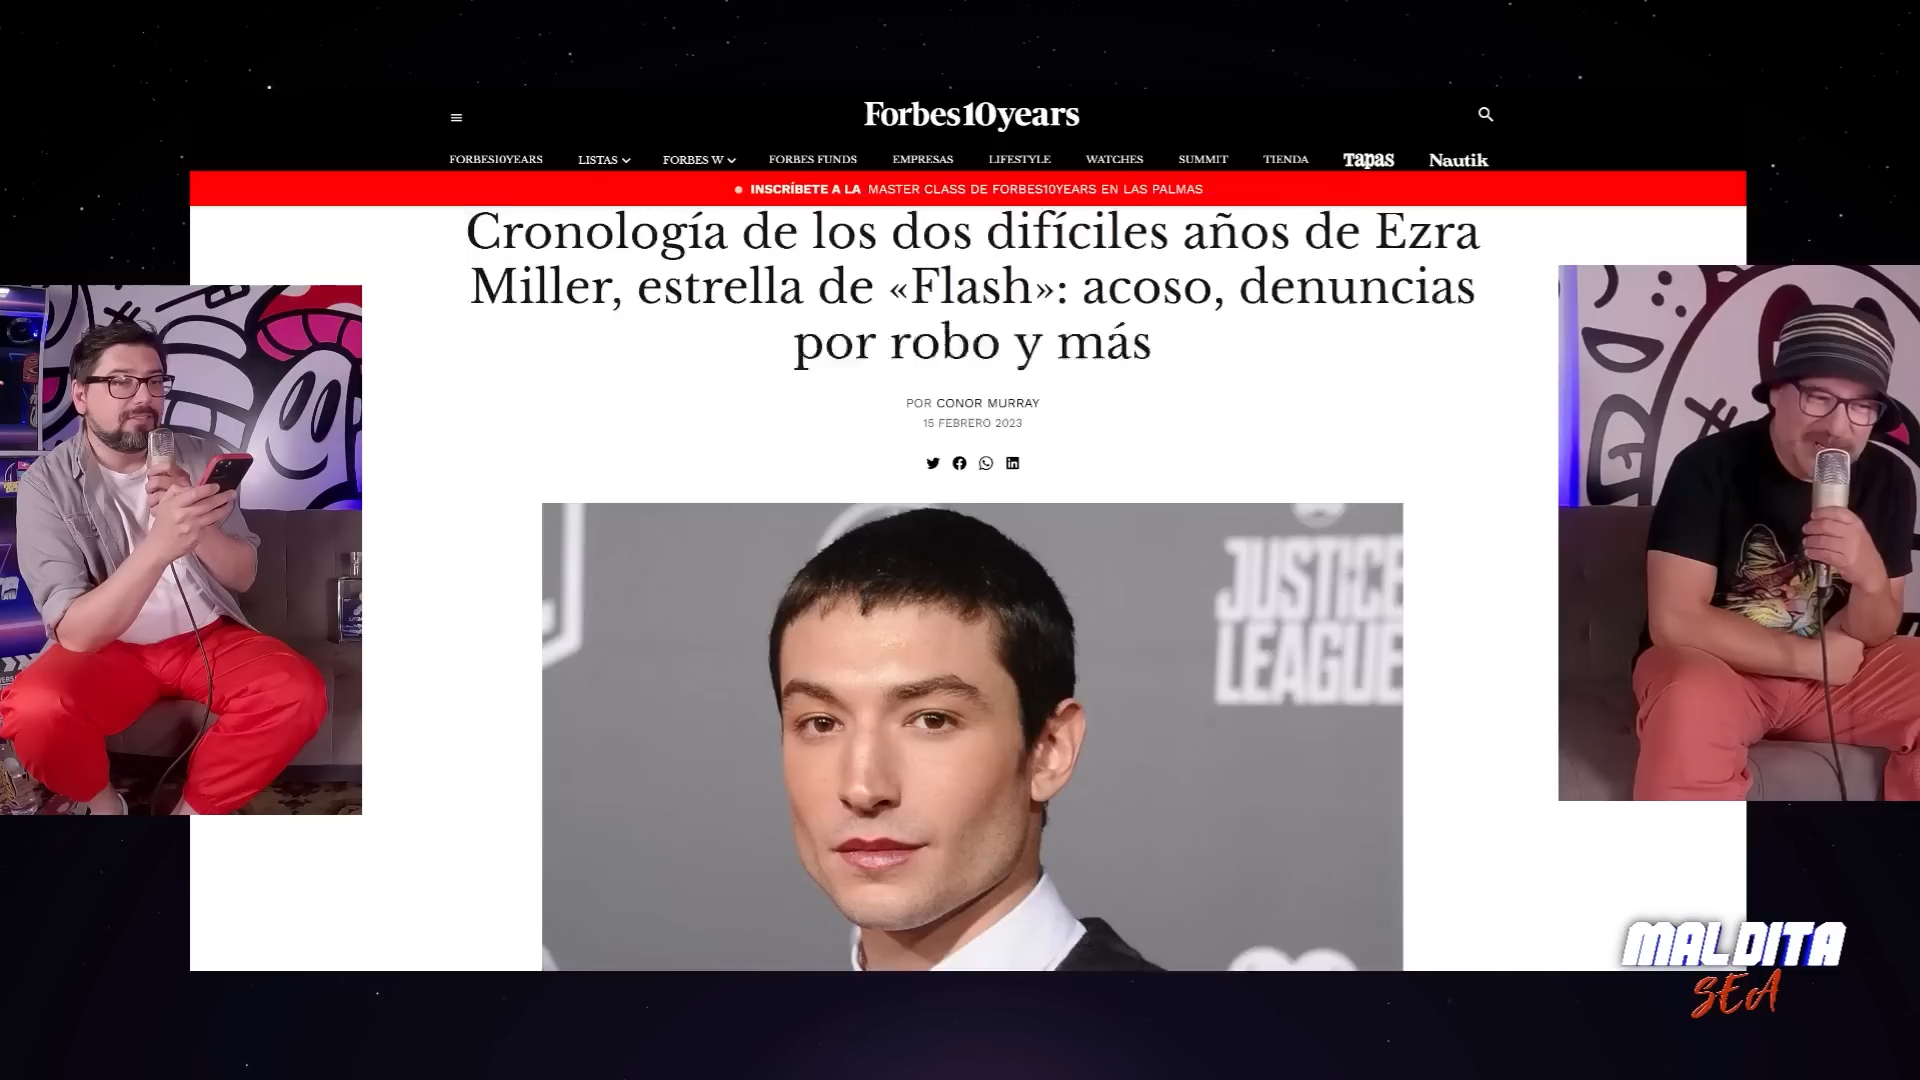 Forbes10years
FORBES10YEARS LISTAS FORBES W FORBES FUNDS EMPRESAS LIFESTYLE WATCHES SUMMIT TIENDA Tapas Nautik
INSCRÍBETE A LA MASTER CLASS DE FORBES10YEARS EN LAS PALMAS
Cronología de los dos difíciles años de Ezra
Miller, estrella de «Flash»: acoso, denuncias
por robo y más
POR CONOR MURRAY
15 FEBRERO 2023
JUSTICE
LEAGUE
MALDITA
SEA